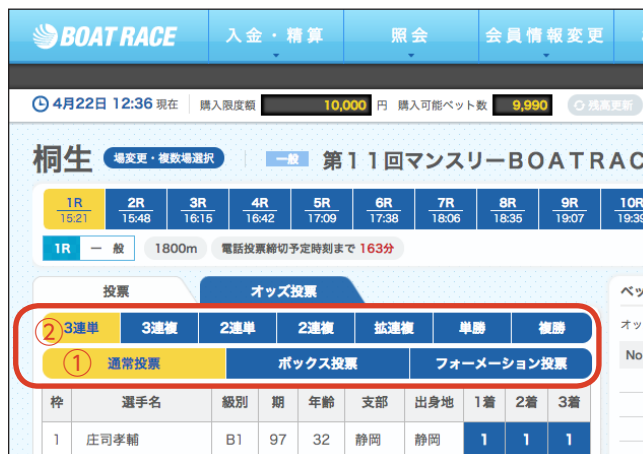 BOAT RACE 入金・精算 照会 会員情報変更
4月22日 12:36 現在 購入限度額 10,000 円 購入可能ベット数 9,990 残高更新
桐生 場変更・複数場選択 一般 第11回マンスリーBOATRAC
1R 2R 3R 4R 5R 6R 7R 8R 9R 10R
15:21 15:48 16:15 16:42 17:09 17:38 18:06 18:35 19:07 19:39
1R 一般 1800m 電話投票締切予定時刻まで 163分
投票 オッズ投票 ベッ
②3連単 3連複 2連単 2連複 拡連複 単勝 複勝 オッ
① 通常投票 ボックス投票 フォーメーション投票 No
枠 選手名 級別 期 年齢 支部 出身地 1着 2着 3着
1 庄司孝輔 B1 97 32 静岡 静岡 1 1 1